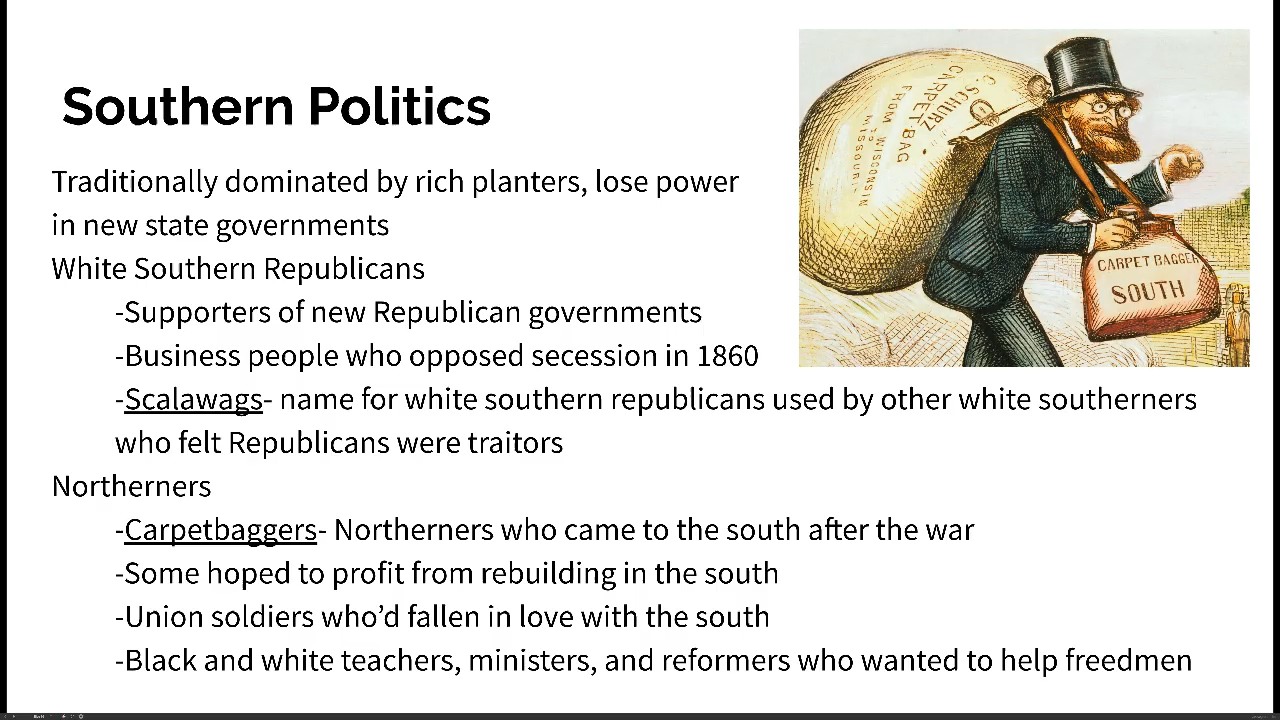 Southern Politics
Traditionally dominated by rich planters, lose power
in new state governments
White Southern Republicans
-Supporters of new Republican governments
-Business people who opposed secession in 1860
-Scalawags- name for white southern republicans used by other white southerners
who felt Republicans were traitors
Northerners
-Carpetbaggers- Northerners who came to the south after the war
-Some hoped to profit from rebuilding in the south
-Union soldiers who'd fallen in love with the south
-Black and white teachers, ministers, and reformers who wanted to help freedmen
C. SCHURZ
CARPET-BAG
FROM WISCONSIN
TO
MISSOURI
CARPET BAGGER
SOUTH